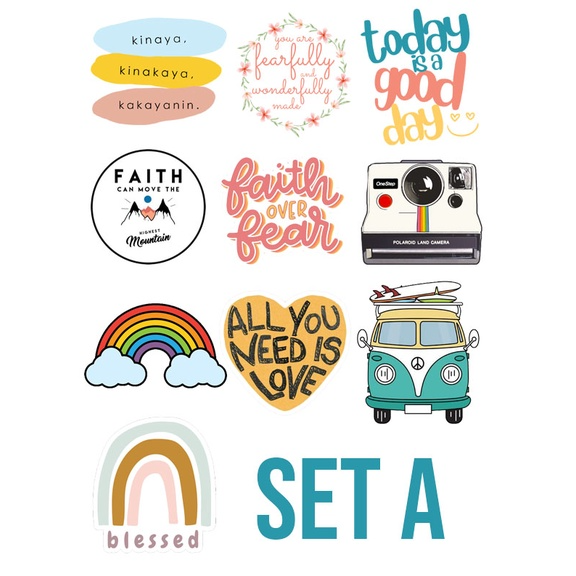 kinaya,
kinakaya,
kakayanin.
you are
fearfully
and
wonderfully
made
today
is a
good
day
FAITH
CAN MOVE THE
HIGHEST
Mountain
faith
OVER
fear
OneStep
POLAROID LAND CAMERA
ALL YOU
NEED IS
LOVE
blessed
SET A